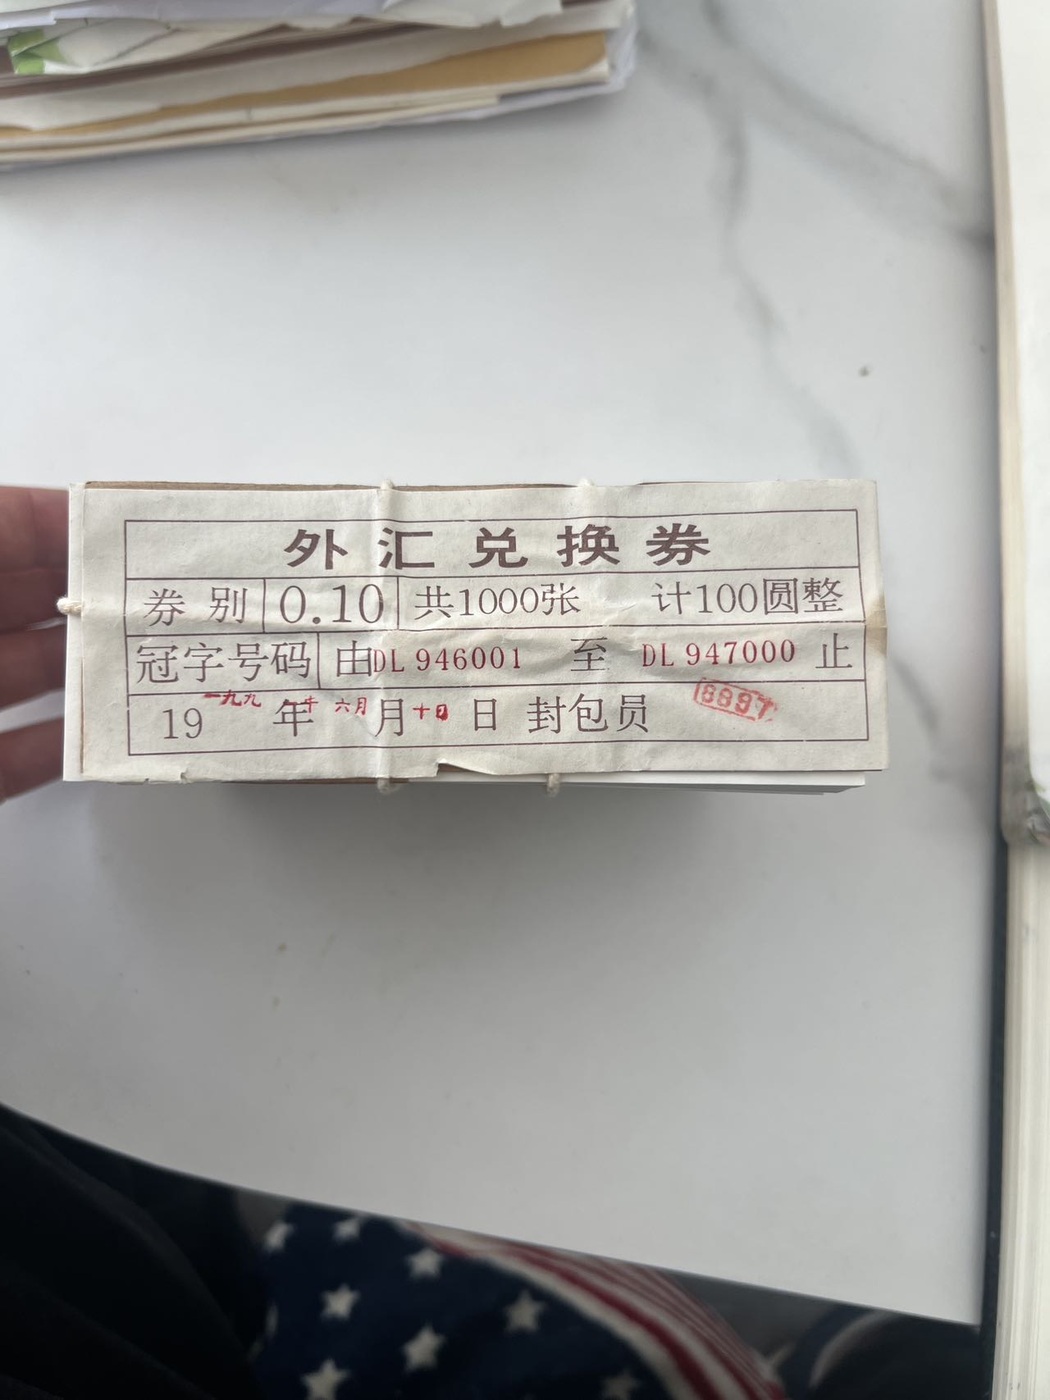 外汇兑换券
券别 0.10 共1000张 计100圆整
冠字号码 由DL 946001 至 DL 947000 止
19 一九九 年 六月 月 十日 日 封包员 8897